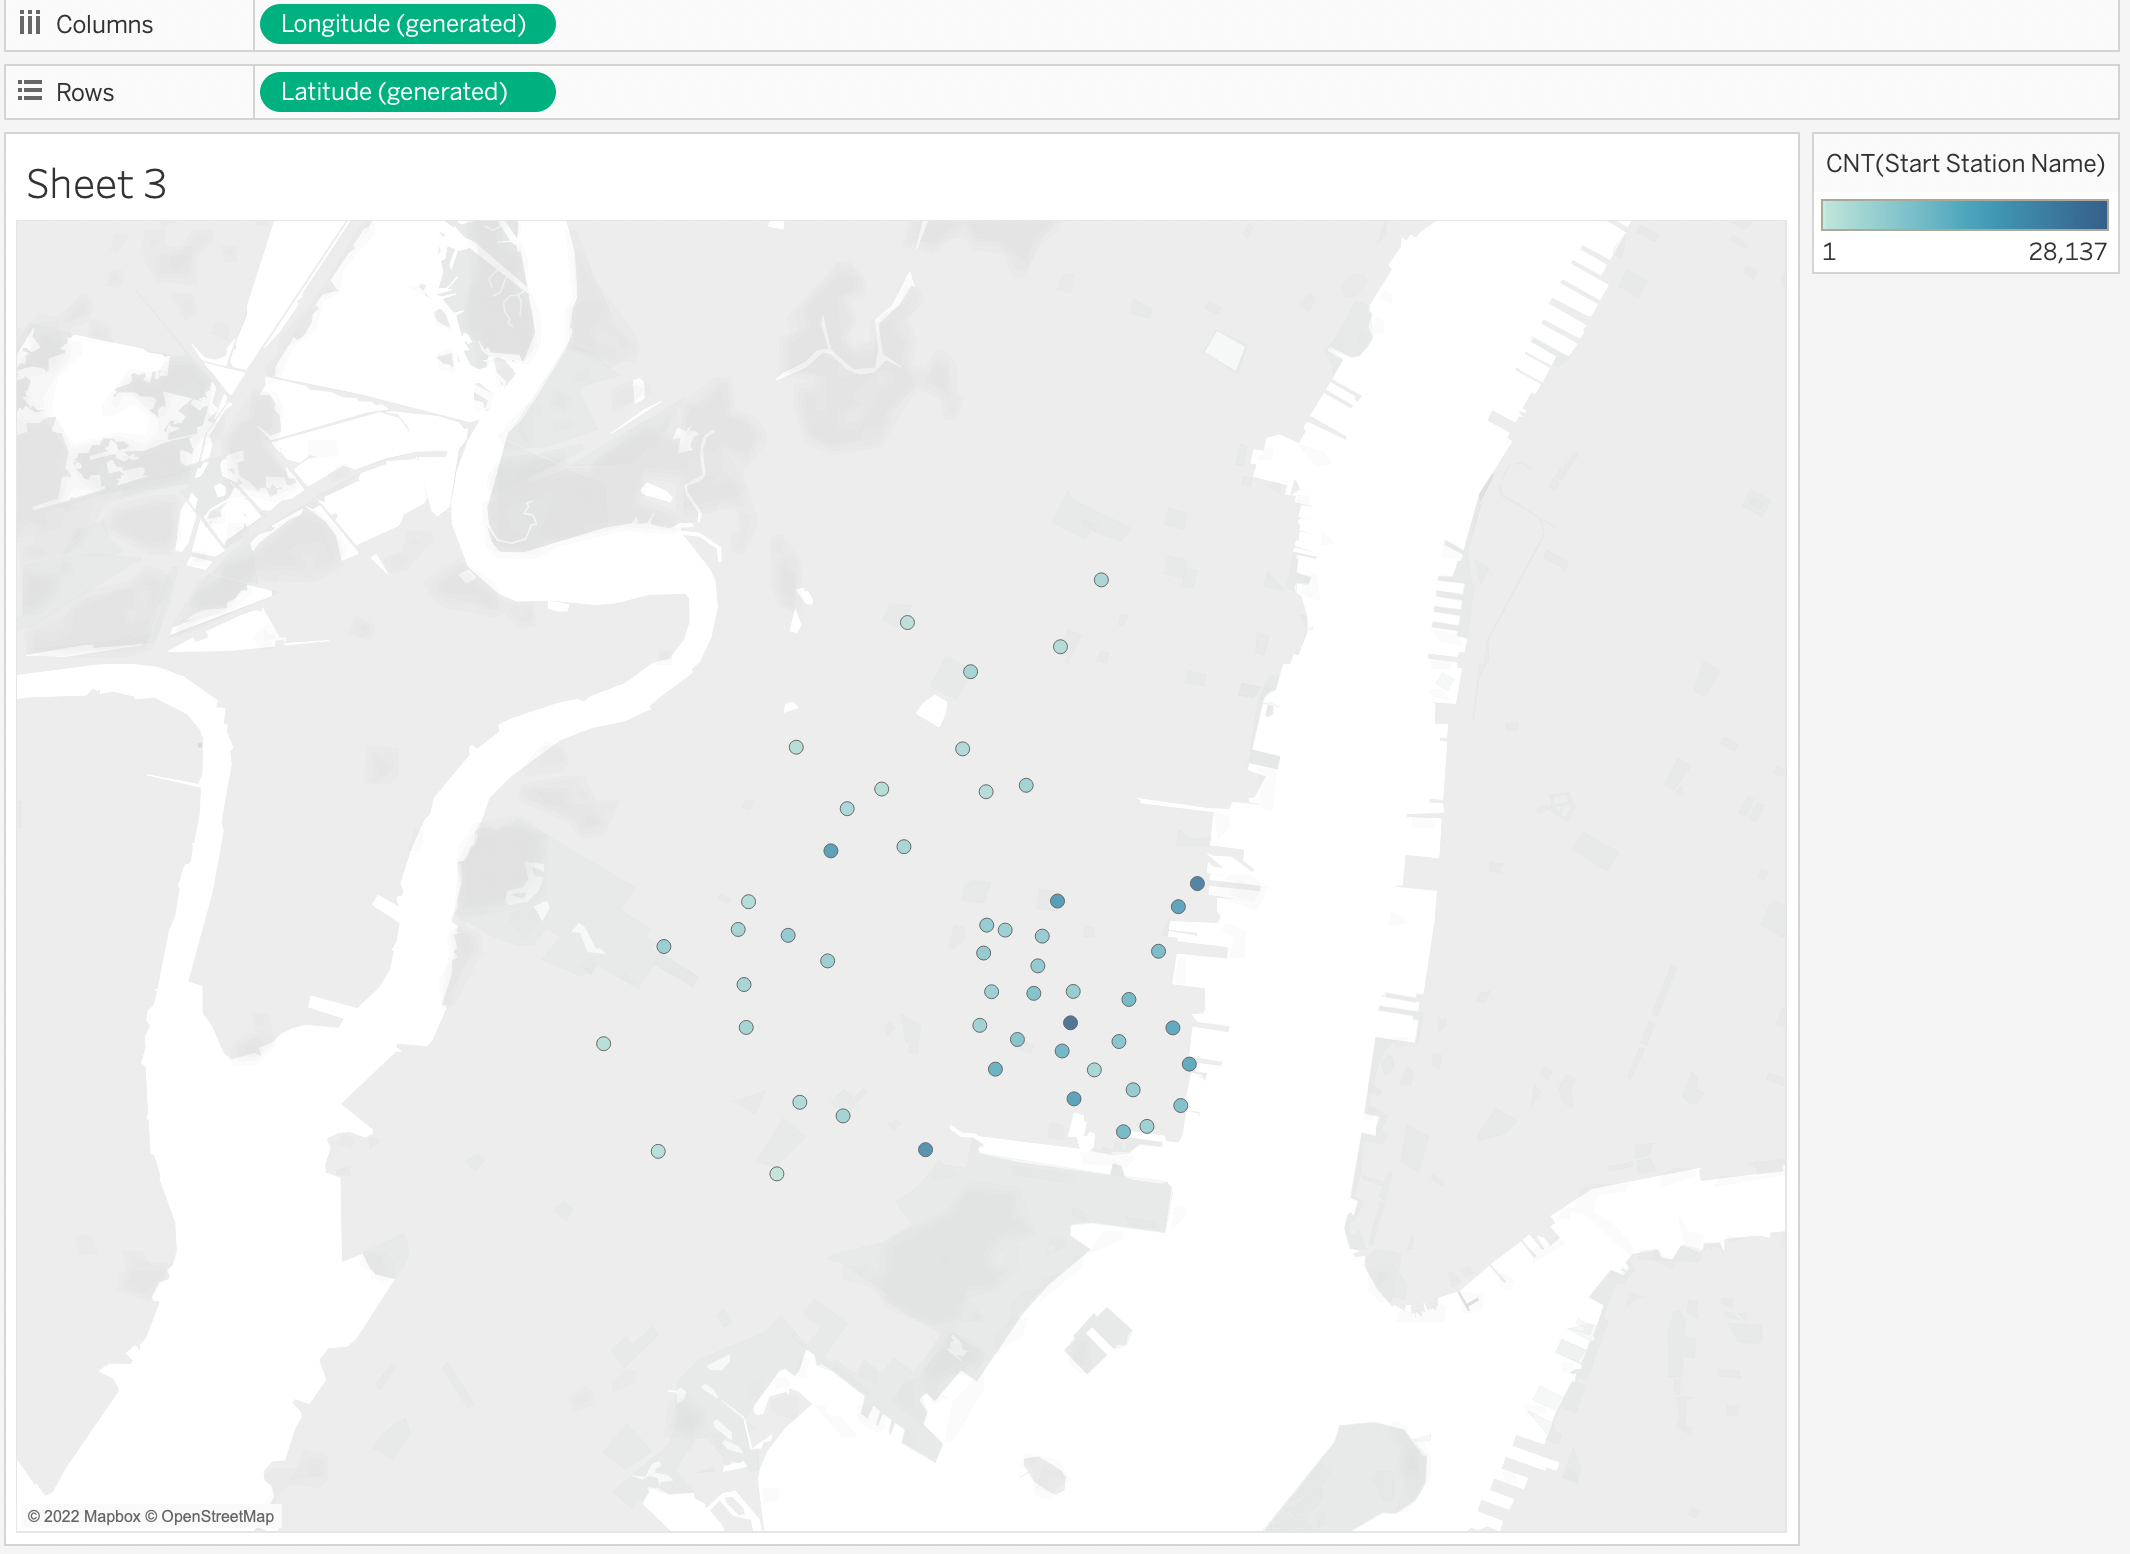 Columns
Longitude (generated)
Rows
Latitude (generated)
Sheet 3
CNT(Start Station Name)
1
28,137
© 2022 Mapbox © OpenStreetMap